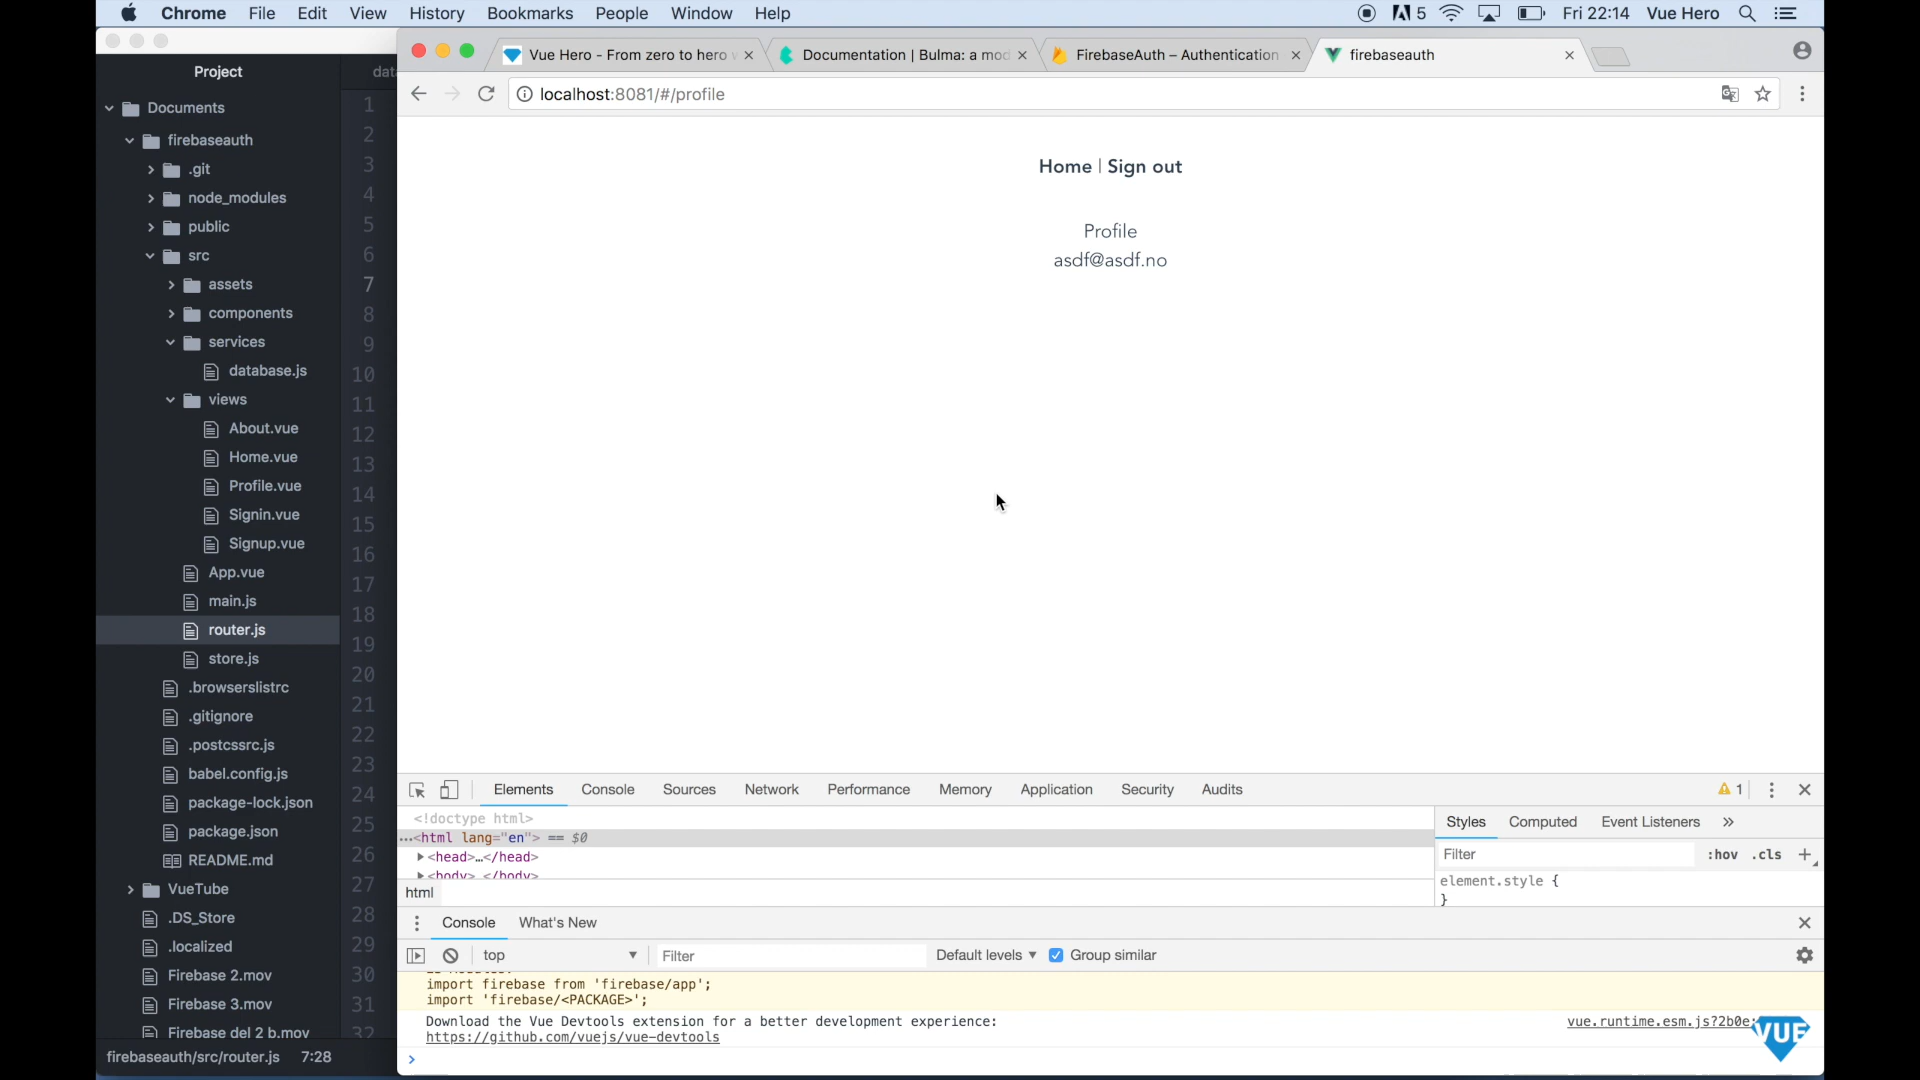 Chrome File Edit View History Bookmarks People Window Help
5 Fri 22:14 Vue Hero
Project
Documents
firebaseauth
.git
node_modules
public
src
assets
components
services
database.js
views
About.vue
Home.vue
Profile.vue
Signin.vue
Signup.vue
App.vue
main.js
router.js
store.js
.browserslistrc
.gitignore
.postcssrc.js
babel.config.js
package-lock.json
package.json
README.md
VueTube
.DS_Store
.localized
Firebase 2.mov
Firebase 3.mov
Firebase del 2 b.mov
firebaseauth/src/router.js 7:28
1
2
3
4
5
6
7
8
9
10
11
12
13
14
15
16
17
18
19
20
21
22
23
24
25
26
27
28
29
30
31
32
Vue Hero - From zero to hero
Documentation | Bulma: a mod
FirebaseAuth – Authentication
firebaseauth
localhost:8081/#/profile
Home | Sign out
Profile
asdf@asdf.no
Elements Console Sources Network Performance Memory Application Security Audits 1
<!doctype html>
...<html lang="en"> == $0
<head>…</head>
<body> </body>
html
Styles Computed Event Listeners »
Filter :hov .cls +
element.style {
}
Console What's New
top Filter Default levels Group similar
import firebase from 'firebase/app';
import 'firebase/<PACKAGE>';
Download the Vue Devtools extension for a better development experience:
https://github.com/vuejs/vue-devtools
vue.runtime.esm.js?2b0e:
>
VUE